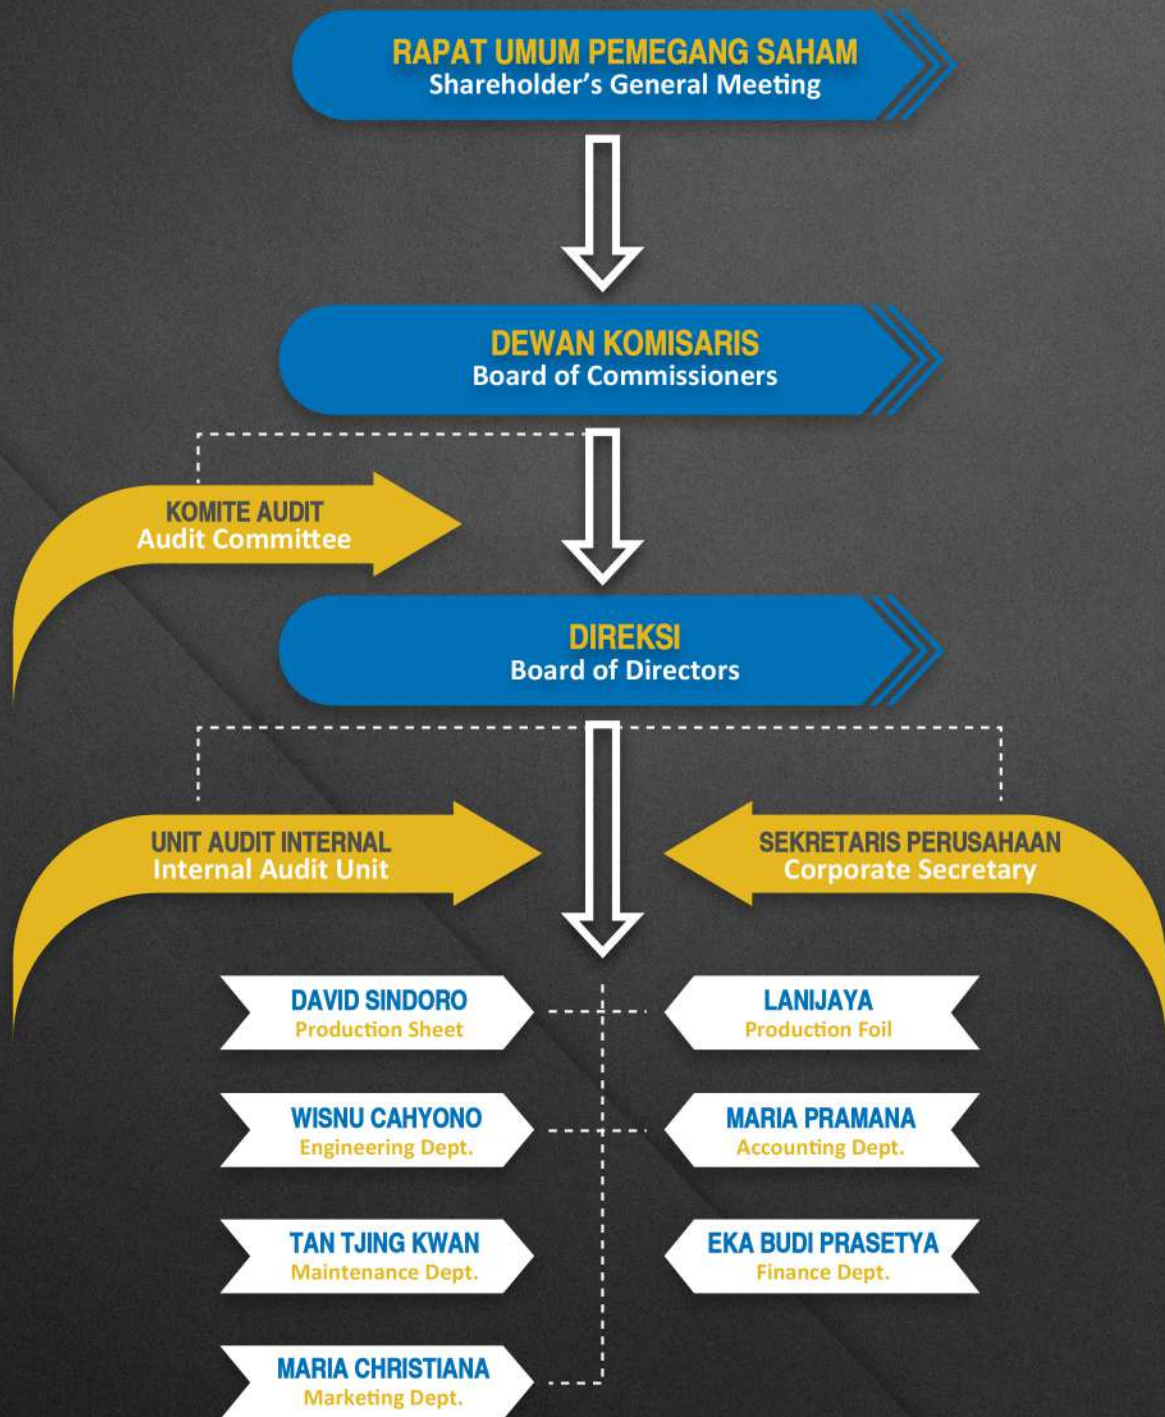 RAPAT UMUM PEMEGANG SAHAM
Shareholder's General Meeting
DEWAN KOMISARIS
Board of Commissioners
KOMITE AUDIT
Audit Committee
DIREKSI
Board of Directors
UNIT AUDIT INTERNAL
Internal Audit Unit
SEKRETARIS PERUSAHAAN
Corporate Secretary
DAVID SINDORO
Production Sheet
LANIJAYA
Production Foil
WISNU CAHYONO
Engineering Dept.
MARIA PRAMANA
Accounting Dept.
TAN TJING KWAN
Maintenance Dept.
EKA BUDI PRASETYA
Finance Dept.
MARIA CHRISTIANA
Marketing Dept.